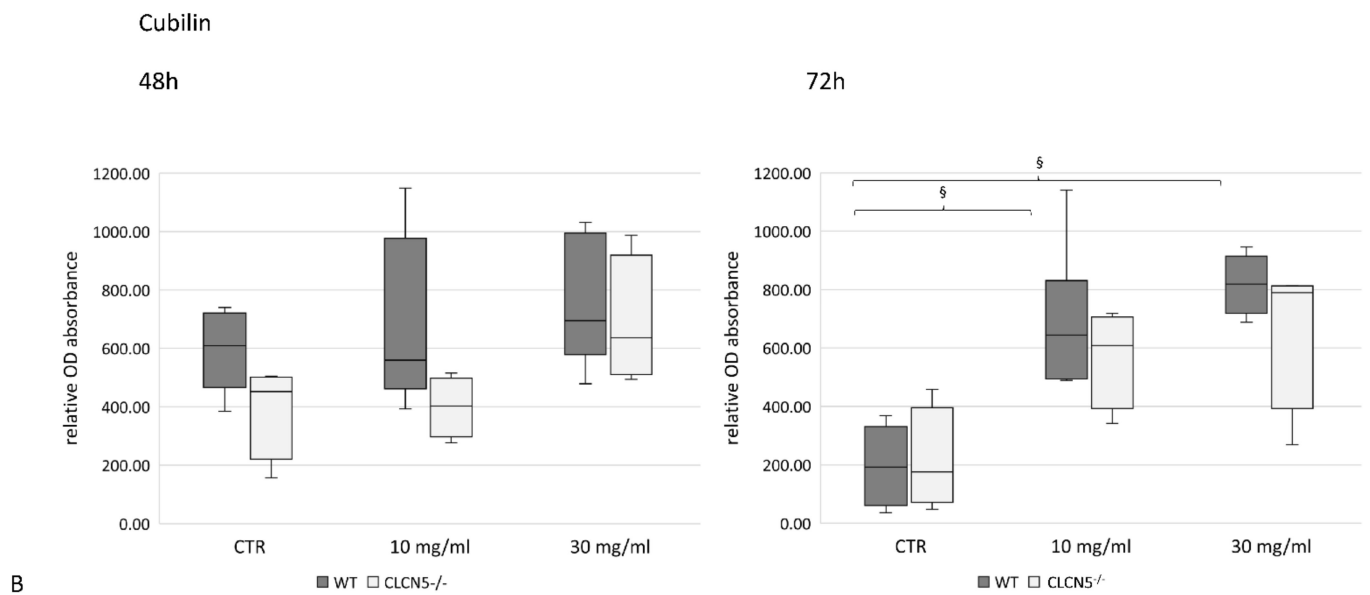 Cubilin
48h
72h
relative OD absorbance
1200.00
1000.00
800.00
600.00
400.00
200.00
0.00
CTR
10 mg/ml
30 mg/ml
WT
CLCN5-/-
relative OD absorbance
1200.00
1000.00
800.00
600.00
400.00
200.00
0.00
§
§
CTR
10 mg/ml
30 mg/ml
WT
CLCN5-/-
B